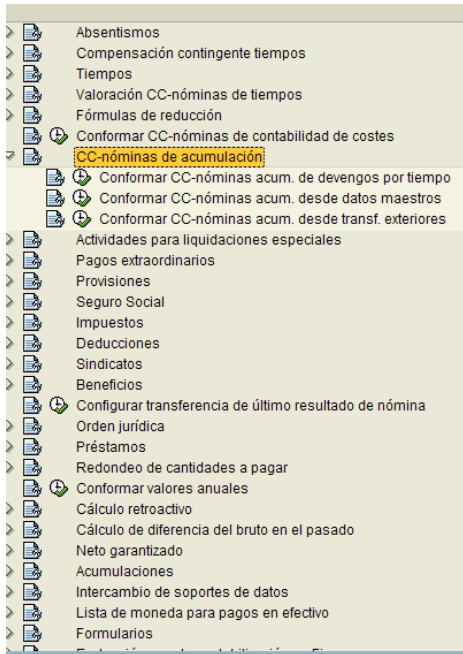 Absentismos
Compensación contingente tiempos
Tiempos
Valoración CC-nóminas de tiempos
Fórmulas de reducción
Conformar CC-nóminas de contabilidad de costes
CC-nóminas de acumulación
Conformar CC-nóminas acum. de devengos por tiempo
Conformar CC-nóminas acum. desde datos maestros
Conformar CC-nóminas acum. desde transf. exteriores
Actividades para liquidaciones especiales
Pagos extraordinarios
Provisiones
Seguro Social
Impuestos
Deducciones
Sindicatos
Beneficios
Configurar transferencia de último resultado de nómina
Orden jurídica
Préstamos
Redondeo de cantidades a pagar
Conformar valores anuales
Cálculo retroactivo
Cálculo de diferencia del bruto en el pasado
Neto garantizado
Acumulaciones
Intercambio de soportes de datos
Lista de moneda para pagos en efectivo
Formularios